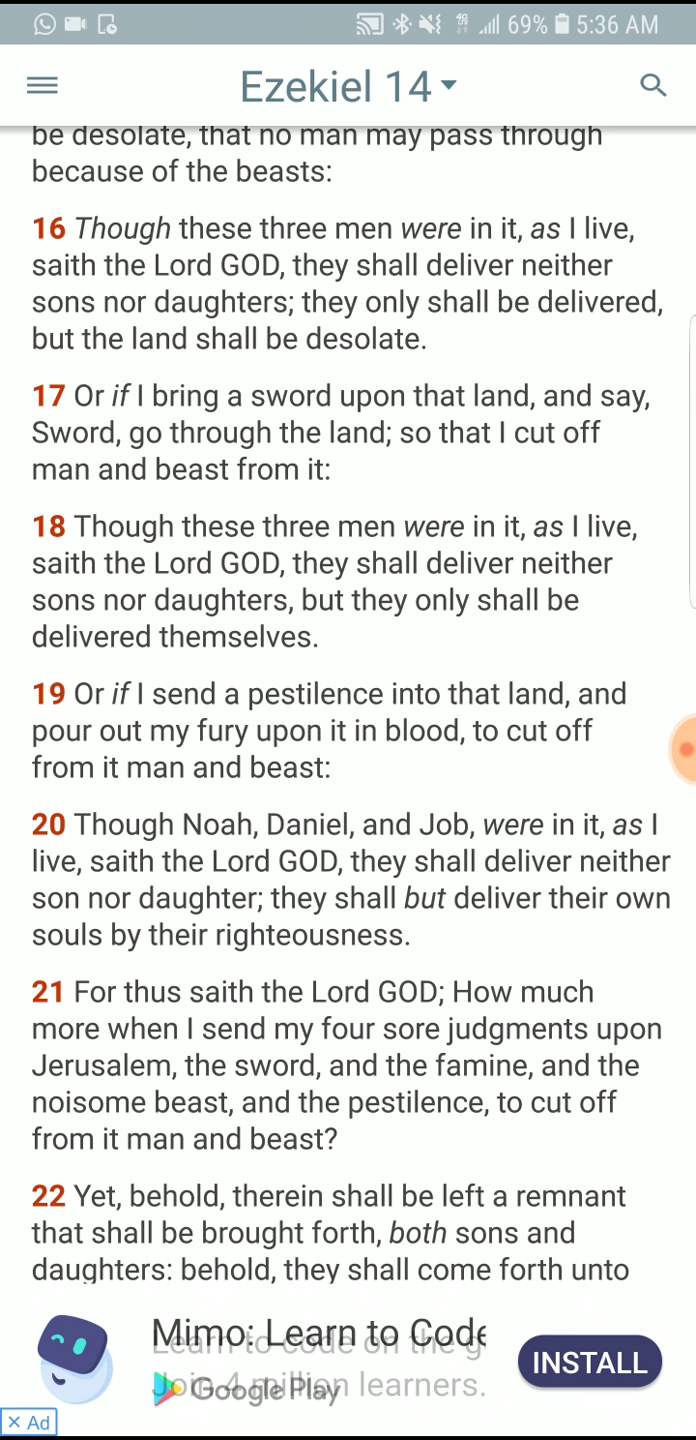 69% 5:36 AM
Ezekiel 14
be desolate, that no man may pass through
because of the beasts:
16 Though these three men were in it, as I live,
saith the Lord GOD, they shall deliver neither
sons nor daughters; they only shall be delivered,
but the land shall be desolate.
17 Or if I bring a sword upon that land, and say,
Sword, go through the land; so that I cut off
man and beast from it:
18 Though these three men were in it, as I live,
saith the Lord GOD, they shall deliver neither
sons nor daughters, but they only shall be
delivered themselves.
19 Or if I send a pestilence into that land, and
pour out my fury upon it in blood, to cut off
from it man and beast:
20 Though Noah, Daniel, and Job, were in it, as I
live, saith the Lord GOD, they shall deliver neither
son nor daughter; they shall but deliver their own
souls by their righteousness.
21 For thus saith the Lord GOD; How much
more when I send my four sore judgments upon
Jerusalem, the sword, and the famine, and the
noisome beast, and the pestilence, to cut off
from it man and beast?
22 Yet, behold, therein shall be left a remnant
that shall be brought forth, both sons and
daughters: behold, they shall come forth unto
Mimo: Learn to Code
Learn to code on the g
Join 4 million learners.
Google Play
INSTALL
Ad